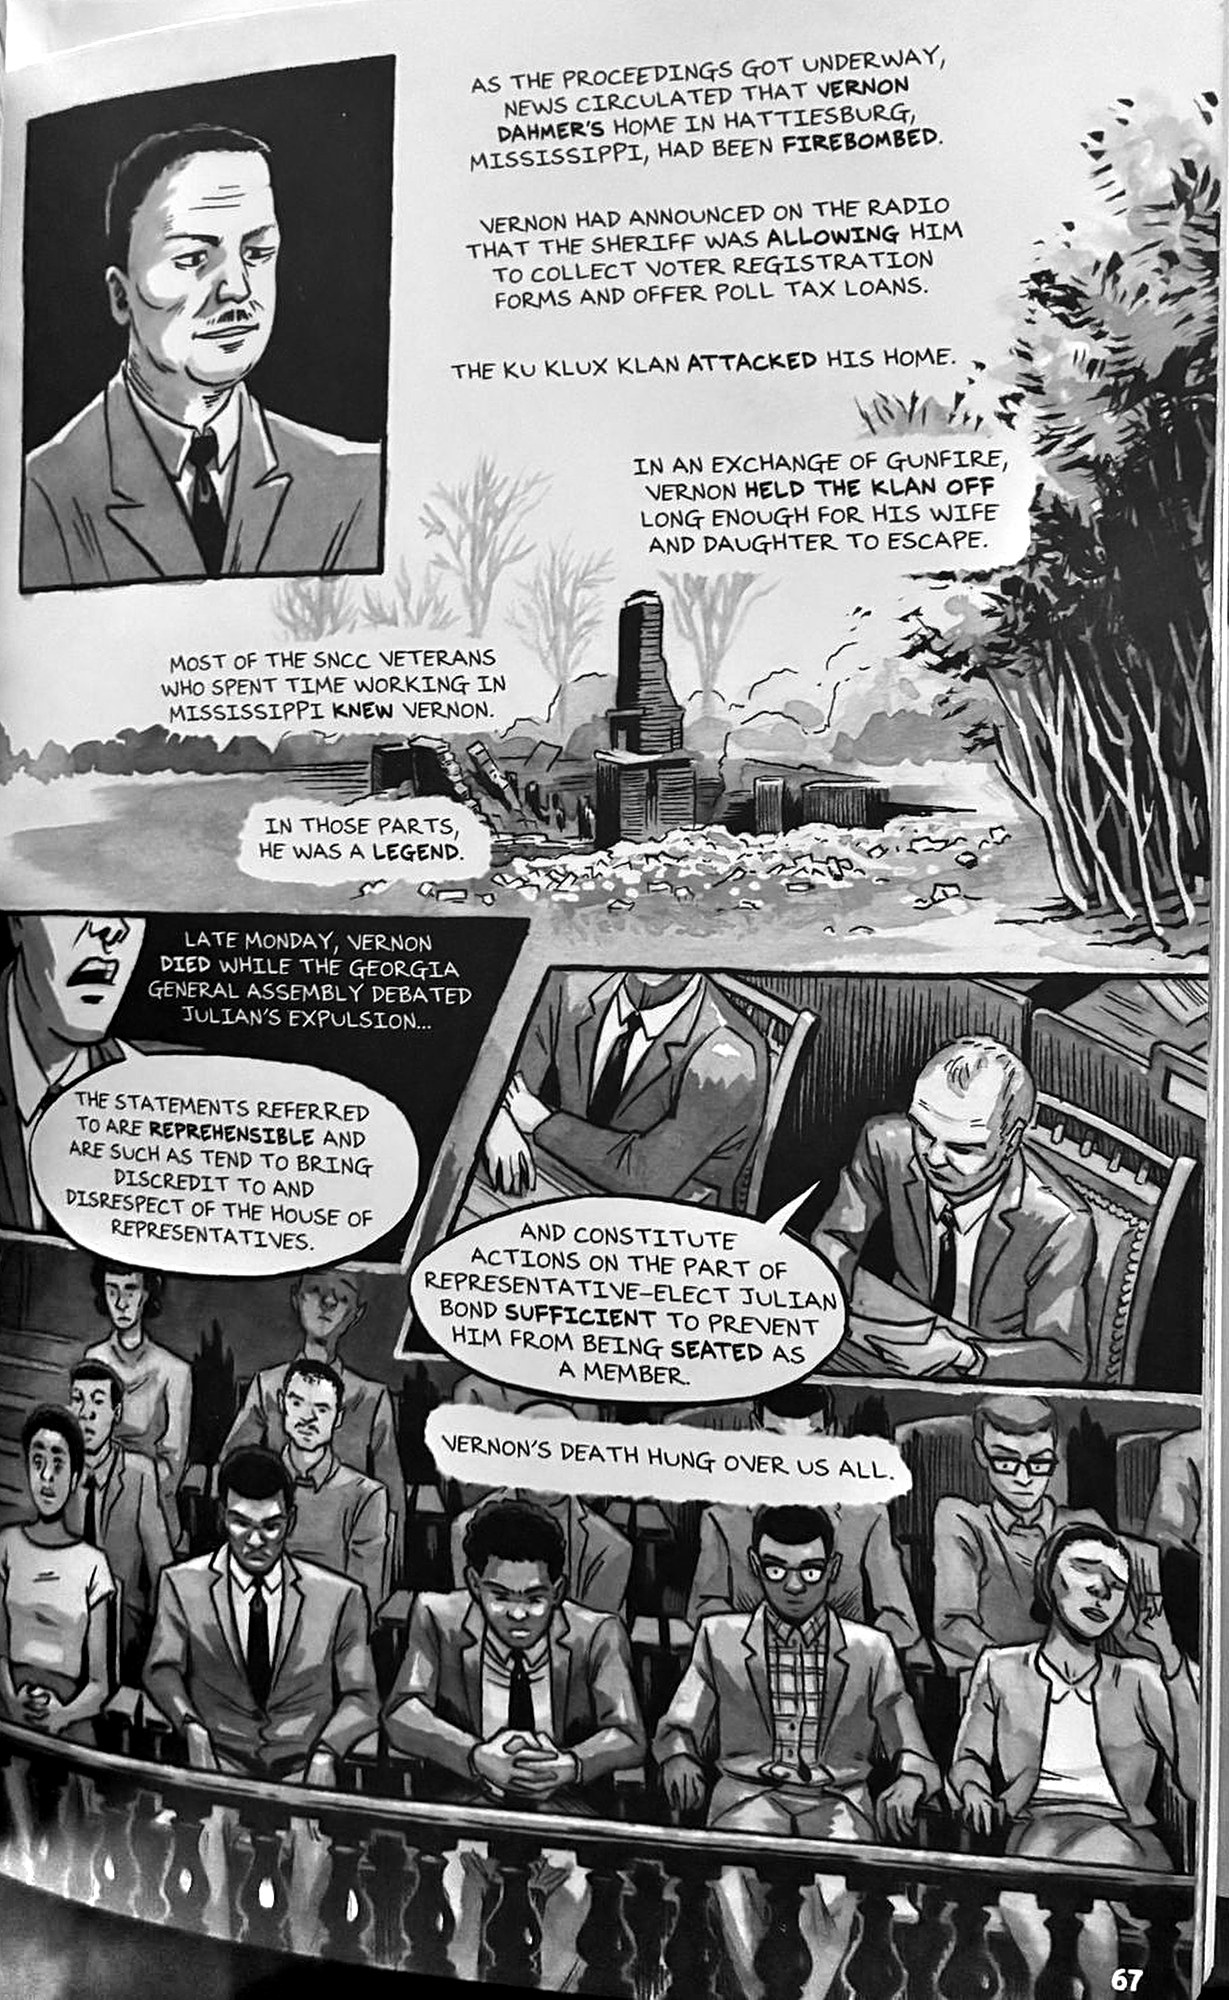 AS THE PROCEEDINGS GOT UNDERWAY,
NEWS CIRCULATED THAT VERNON
DAHMER'S HOME IN HATTIESBURG,
MISSISSIPPI, HAD BEEN FIREBOMBED.
VERNON HAD ANNOUNCED ON THE RADIO
THAT THE SHERIFF WAS ALLOWING HIM
TO COLLECT VOTER REGISTRATION
FORMS AND OFFER POLL TAX LOANS.
THE KU KLUX KLAN ATTACKED HIS HOME.
IN AN EXCHANGE OF GUNFIRE,
VERNON HELD THE KLAN OFF
LONG ENOUGH FOR HIS WIFE
AND DAUGHTER TO ESCAPE.
MOST OF THE SNCC VETERANS
WHO SPENT TIME WORKING IN
MISSISSIPPI KNEW VERNON.
IN THOSE PARTS,
HE WAS A LEGEND.
LATE MONDAY, VERNON
DIED WHILE THE GEORGIA
GENERAL ASSEMBLY DEBATED
JULIAN'S EXPULSION...
THE STATEMENTS REFERRED
TO ARE REPREHENSIBLE AND
ARE SUCH AS TEND TO BRING
DISCREDIT TO AND
DISRESPECT OF THE HOUSE OF
REPRESENTATIVES.
AND CONSTITUTE
ACTIONS ON THE PART OF
REPRESENTATIVE-ELECT JULIAN
BOND SUFFICIENT TO PREVENT
HIM FROM BEING SEATED AS
A MEMBER.
VERNON'S DEATH HUNG OVER US ALL.
67